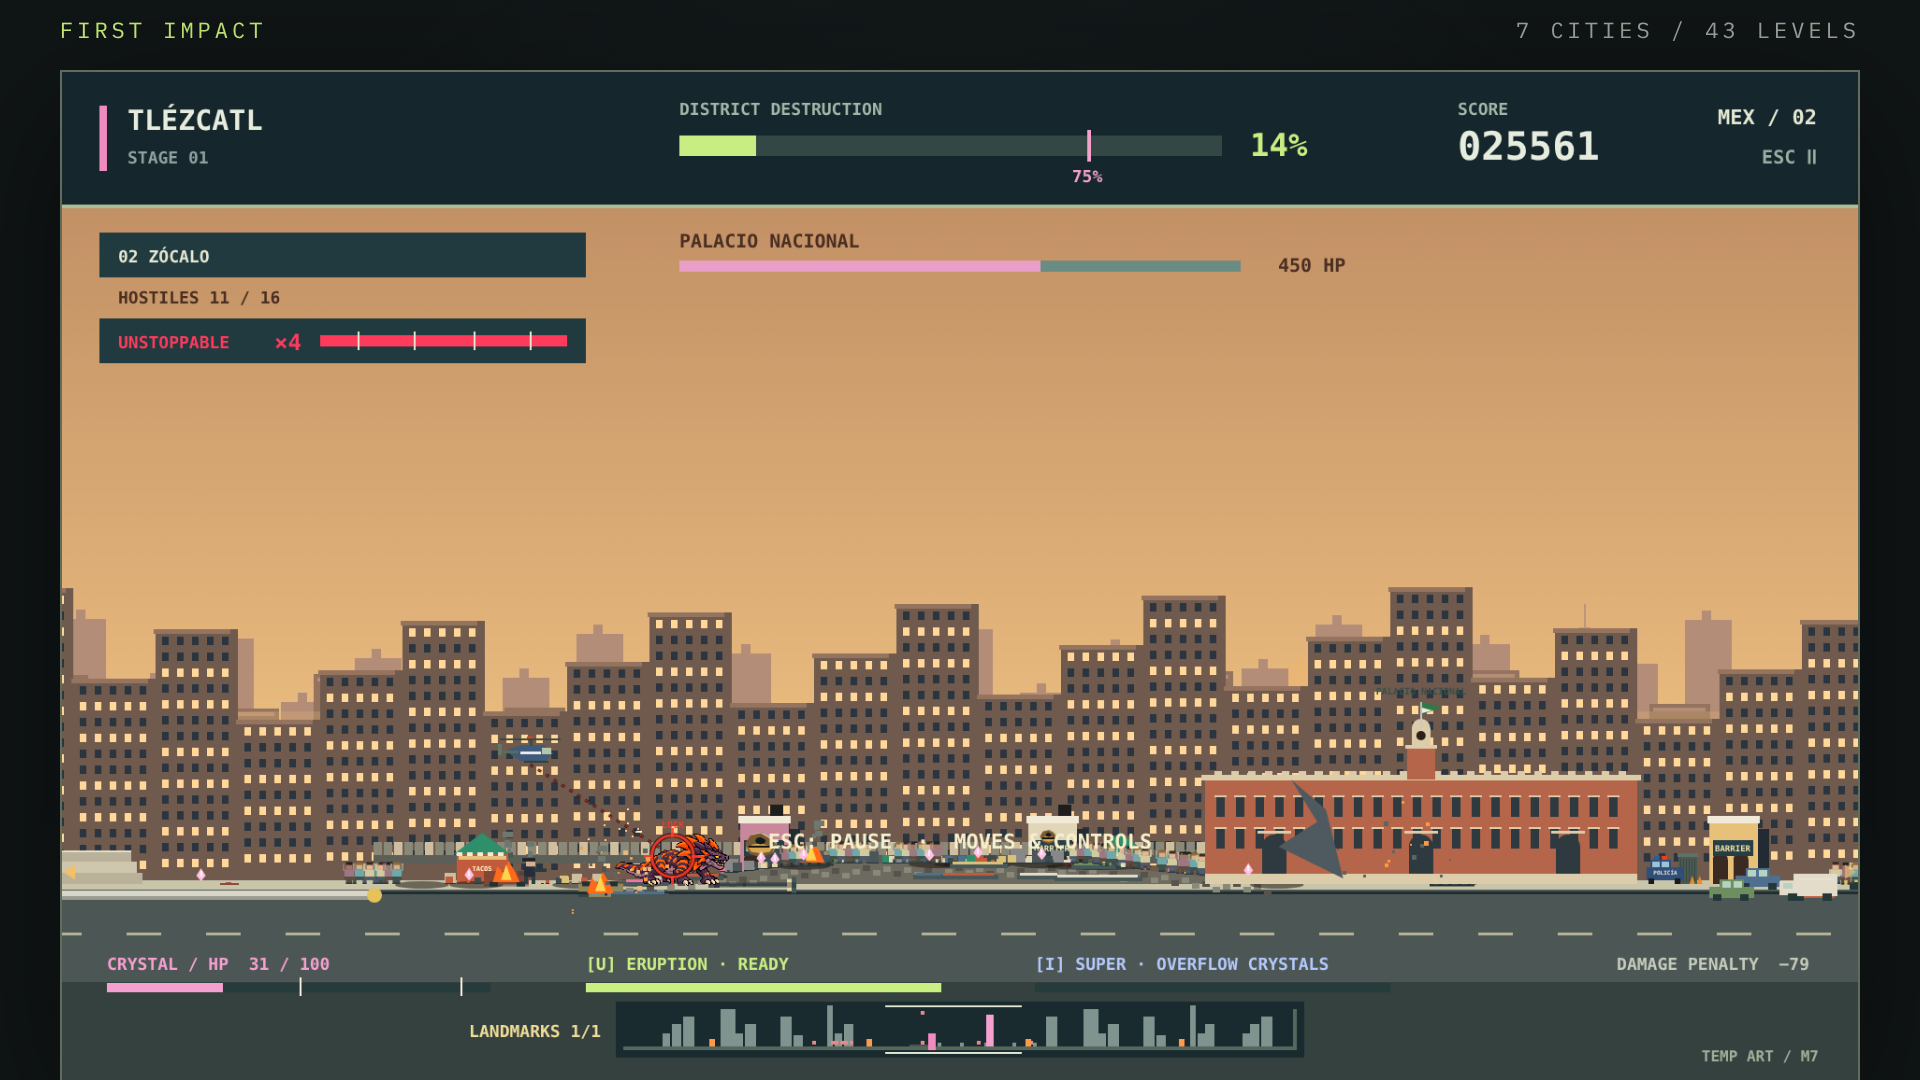 FIRST IMPACT
7 CITIES / 43 LEVELS
TLÉZCATL
STAGE 01
DISTRICT DESTRUCTION
14%
75%
SCORE
025561
MEX / 02
ESC II
02 ZÓCALO
HOSTILES 11 / 16
UNSTOPPABLE ×4
PALACIO NACIONAL
450 HP
PALACIO NACIONAL
ESC: PAUSE · MOVES & CONTROLS
TACOS
BARRIER
POLICÍA
CRYSTAL / HP 31 / 100
[U] ERUPTION · READY
[I] SUPER · OVERFLOW CRYSTALS
DAMAGE PENALTY −79
LANDMARKS 1/1
TEMP ART / M7